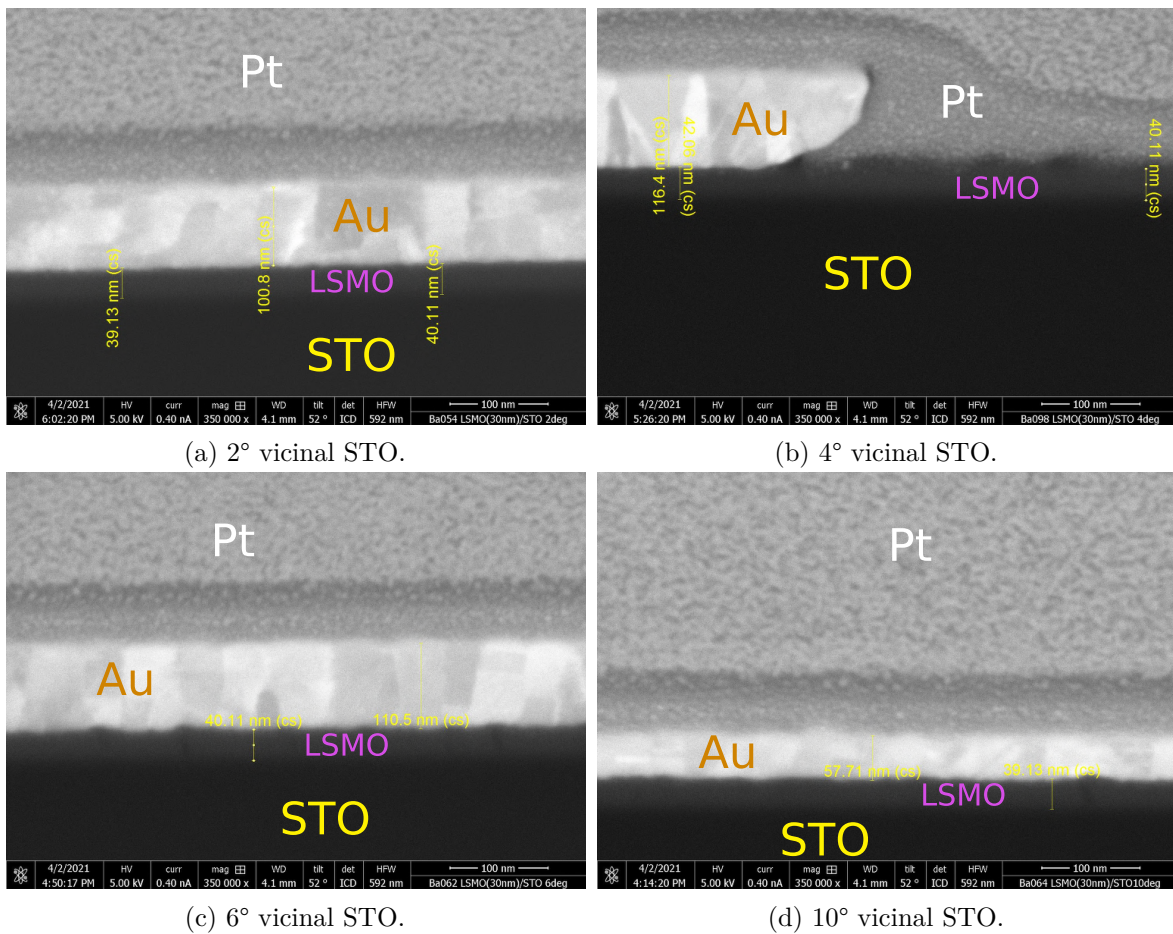 Pt
Au
LSMO
STO
39.13 nm (cs)
100.8 nm (cs)
40.11 nm (cs)
4/2/2021 HV curr mag WD tilt det HFW 100 nm
6:02:20 PM 5.00 kV 0.40 nA 350 000 x 4.1 mm 52 ° ICD 592 nm Ba054 LSMO(30nm)/STO 2deg
(a) 2° vicinal STO.
Pt
Au
LSMO
STO
116.4 nm (cs)
42.08 nm (cs)
40.11 nm (cs)
4/2/2021 HV curr mag WD tilt det HFW 100 nm
5:26:20 PM 5.00 kV 0.40 nA 350 000 x 4.1 mm 52 ° ICD 592 nm Ba098 LSMO(30nm)/STO 4deg
(b) 4° vicinal STO.
Pt
Au
40.11 nm (cs)
110.5 nm (cs)
LSMO
STO
4/2/2021 HV curr mag WD tilt det HFW 100 nm
4:50:17 PM 5.00 kV 0.40 nA 350 000 x 4.1 mm 52 ° ICD 592 nm Ba062 LSMO(30nm)/STO 6deg
(c) 6° vicinal STO.
Pt
Au
57.71 nm (cs)
39.13 nm (cs)
LSMO
STO
4/2/2021 HV curr mag WD tilt det HFW 100 nm
4:14:20 PM 5.00 kV 0.40 nA 350 000 x 4.1 mm 52 ° ICD 592 nm Ba064 LSMO(30nm)/STO10deg
(d) 10° vicinal STO.